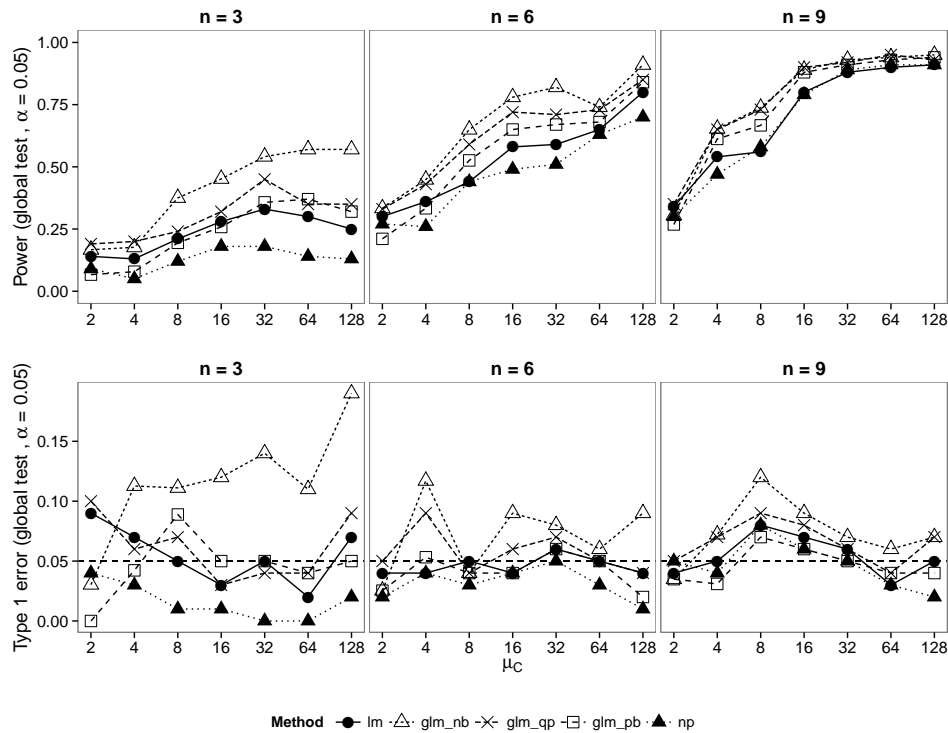 n = 3
n = 6
n = 9
Power (global test , α = 0.05)
1.00
0.75
0.50
0.25
0.00
2 4 8 16 32 64 128
2 4 8 16 32 64 128
2 4 8 16 32 64 128
n = 3
n = 6
n = 9
Type 1 error (global test , α = 0.05)
0.15
0.10
0.05
0.00
2 4 8 16 32 64 128
2 4 8 16 32 64 128
2 4 8 16 32 64 128
μC
Method lm glm_nb glm_qp glm_pb np